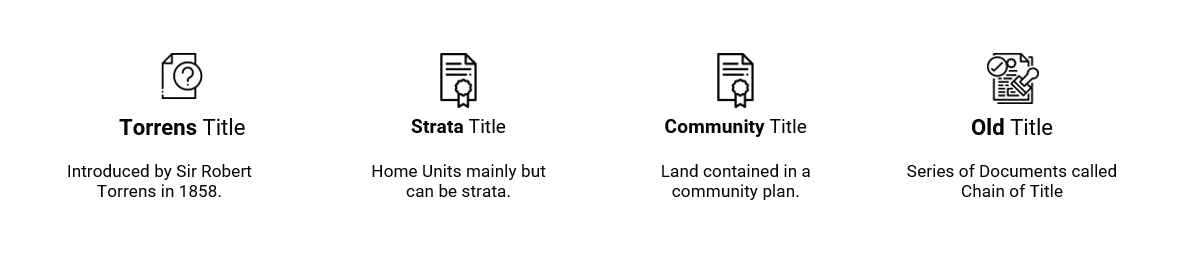 Torrens Title
Introduced by Sir Robert
Torrens in 1858.
Strata Title
Home Units mainly but
can be strata.
Community Title
Land contained in a
community plan.
Old Title
Series of Documents called
Chain of Title